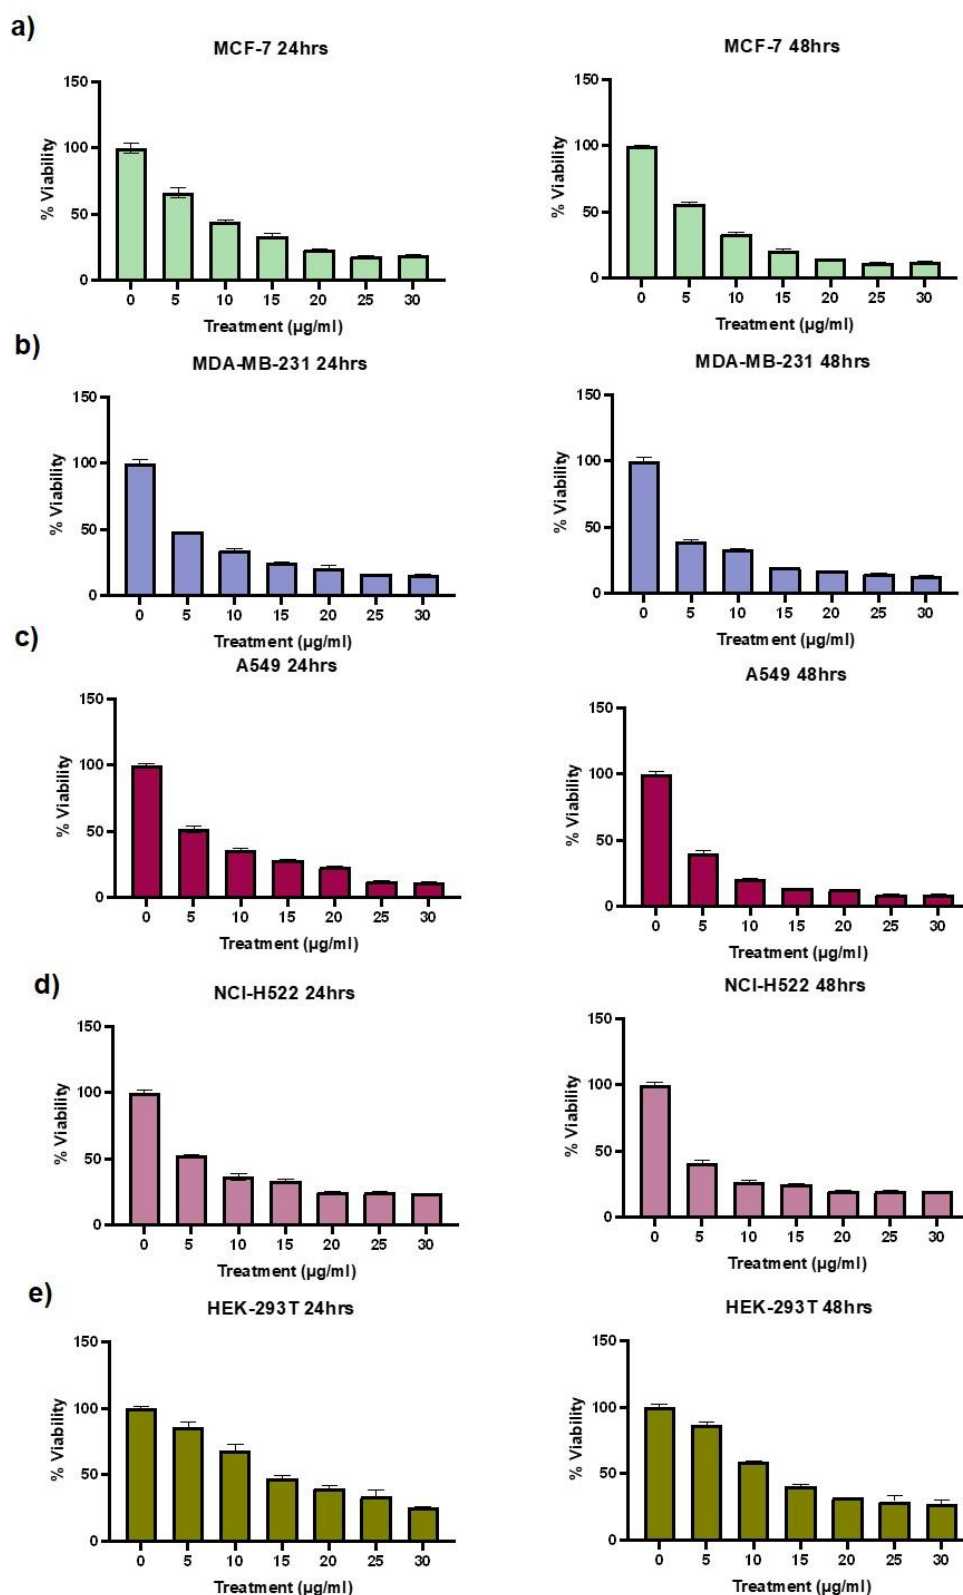 a)
MCF-7 24hrs
% Viability
150
100
50
0
0 5 10 15 20 25 30
Treatment (µg/ml)
MCF-7 48hrs
% Viability
150
100
50
0
0 5 10 15 20 25 30
Treatment (µg/ml)
b)
MDA-MB-231 24hrs
% Viability
150
100
50
0
0 5 10 15 20 25 30
Treatment (µg/ml)
MDA-MB-231 48hrs
% Viability
150
100
50
0
0 5 10 15 20 25 30
Treatment (µg/ml)
c)
A549 24hrs
% Viability
150
100
50
0
0 5 10 15 20 25 30
Treatment (µg/ml)
A549 48hrs
% Viability
150
100
50
0
0 5 10 15 20 25 30
Treatment (µg/ml)
d)
NCI-H522 24hrs
% Viability
150
100
50
0
0 5 10 15 20 25 30
Treatment (µg/ml)
NCI-H522 48hrs
% Viability
150
100
50
0
0 5 10 15 20 25 30
Treatment (µg/ml)
e)
HEK-293T 24hrs
% Viability
150
100
50
0
0 5 10 15 20 25 30
Treatment (µg/ml)
HEK-293T 48hrs
% Viability
150
100
50
0
0 5 10 15 20 25 30
Treatment (µg/ml)